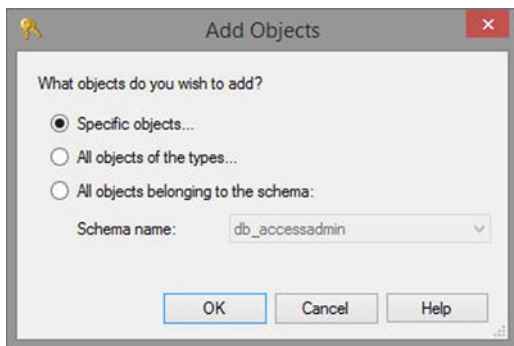 Add Objects
What objects do you wish to add?
Specific objects...
All objects of the types...
All objects belonging to the schema:
Schema name: db_accessadmin
OK Cancel Help